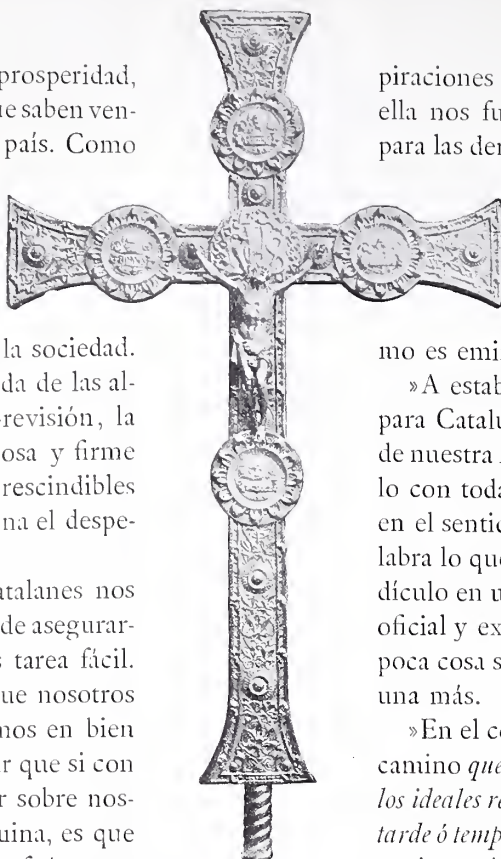 prosperidad,
ue saben ven-
país. Como
la sociedad.
da de las al-
revisión, la
osa y firme
rescindibles
na el despe-
atalanes nos
de asegurar-
s tarea fácil.
ue nosotros
nos en bien
r que si con
r sobre nos-
uina, es que
piraciones
ella nos fu
para las der
mo es emi
»A estab
para Catalu
de nuestra
lo con toda
en el sentid
labra lo que
dículo en u
oficial y ex
poca cosa s
una más.
»En el c
camino que
los ideales r
tarde ó temp